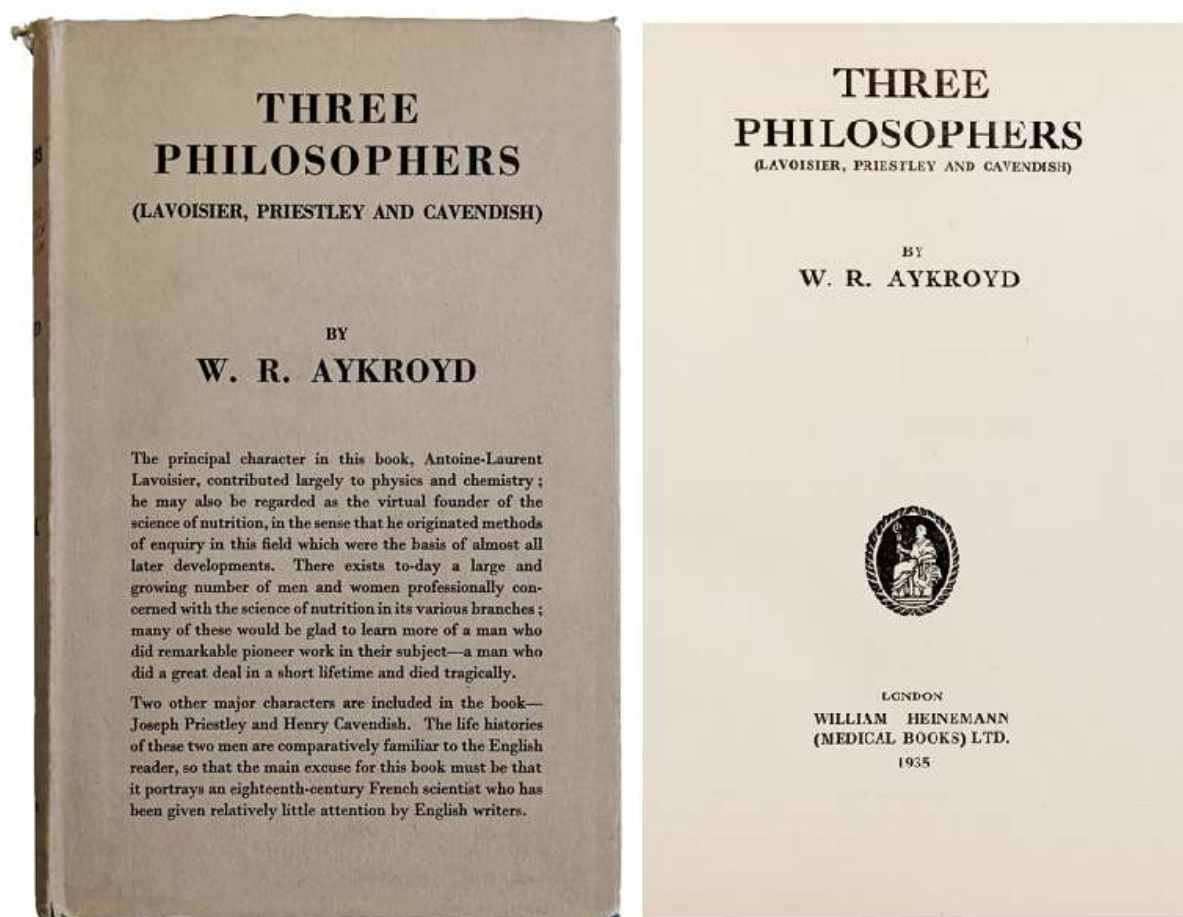 THREE
PHILOSOPHERS
(LAVOISIER, PRIESTLEY AND CAVENDISH)
BY
W. R. AYKROYD
The principal character in this book, Antoine-Laurent
Lavoisier, contributed largely to physics and chemistry ;
he may also be regarded as the virtual founder of the
science of nutrition, in the sense that he originated methods
of enquiry in this field which were the basis of almost all
later developments. There exists to-day a large and
growing number of men and women professionally con-
cerned with the science of nutrition in its various branches ;
many of these would be glad to learn more of a man who
did remarkable pioneer work in their subject—a man who
did a great deal in a short lifetime and died tragically.
Two other major characters are included in the book—
Joseph Priestley and Henry Cavendish. The life histories
of these two men are comparatively familiar to the English
reader, so that the main excuse for this book must be that
it portrays an eighteenth-century French scientist who has
been given relatively little attention by English writers.
THREE
PHILOSOPHERS
(LAVOISIER, PRIESTLEY AND CAVENDISH)
BY
W. R. AYKROYD
LONDON
WILLIAM HEINEMANN
(MEDICAL BOOKS) LTD.
1935